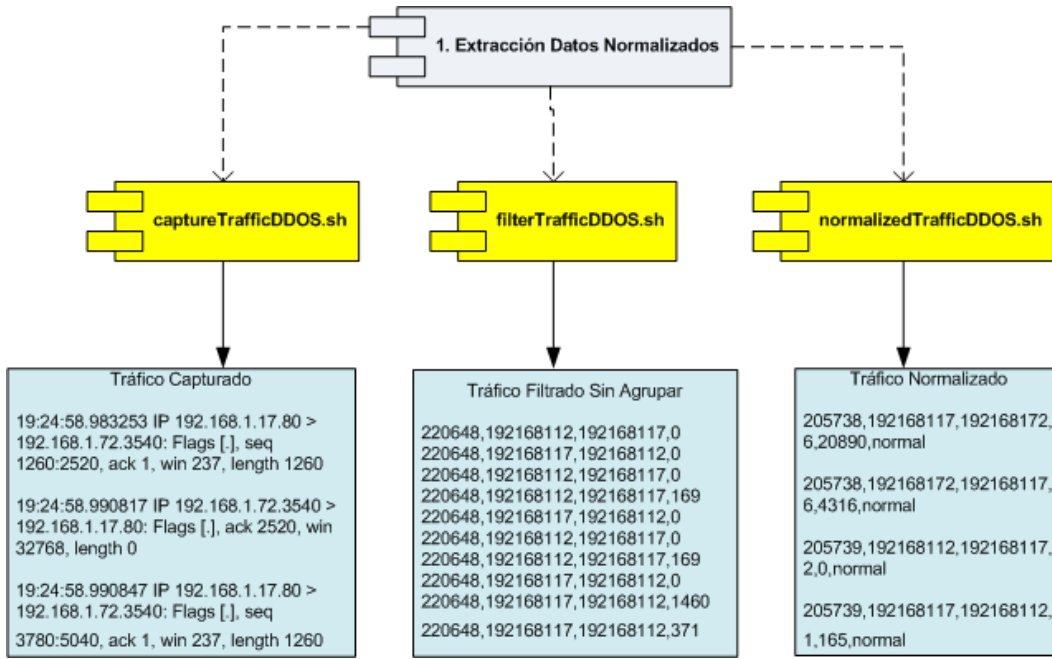 1. Extracción Datos Normalizados
captureTrafficDDOS.sh
filterTrafficDDOS.sh
normalizedTrafficDDOS.sh
Tráfico Capturado
19:24:58.983253 IP 192.168.1.17.80 >
192.168.1.72.3540: Flags [.], seq
1260:2520, ack 1, win 237, length 1260
19:24:58.990817 IP 192.168.1.72.3540 >
192.168.1.17.80: Flags [.], ack 2520, win
32768, length 0
19:24:58.990847 IP 192.168.1.17.80 >
192.168.1.72.3540: Flags [.], seq
3780:5040, ack 1, win 237, length 1260
Tráfico Filtrado Sin Agrupar
220648,192168112,192168117,0
220648,192168117,192168112,0
220648,192168112,192168117,0
220648,192168112,192168117,169
220648,192168117,192168112,0
220648,192168112,192168117,0
220648,192168112,192168117,169
220648,192168117,192168112,0
220648,192168117,192168112,1460
220648,192168117,192168112,371
Tráfico Normalizado
205738,192168117,192168172,
6,20890,normal
205738,192168172,192168117,
6,4316,normal
205739,192168112,192168117,
2,0,normal
205739,192168117,192168112,
1,165,normal